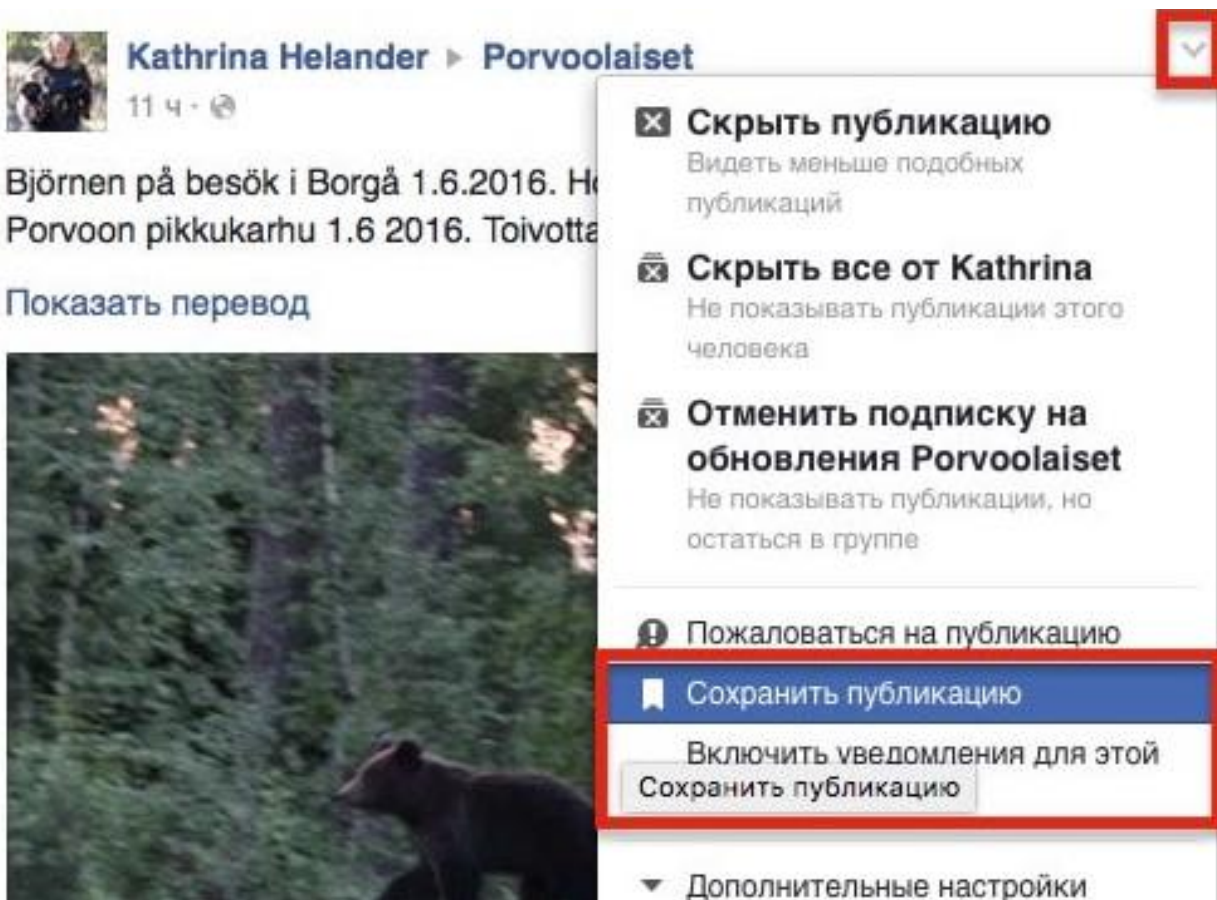 Kathrina Helander ▸ Porvoolaiset
11 ч ·
Björnen på besök i Borgå 1.6.2016.
Porvoon pikkukarhu 1.6 2016.
Показать перевод
Скрыть публикацию
Видеть меньше подобных
публикаций
Скрыть все от Kathrina
Не показывать публикации этого
человека
Отменить подписку на
обновления Porvoolaiset
Не показывать публикации, но
остаться в группе
Пожаловаться на публикацию
Сохранить публикацию
Включить уведомления для этой
Сохранить публикацию
Дополнительные настройки